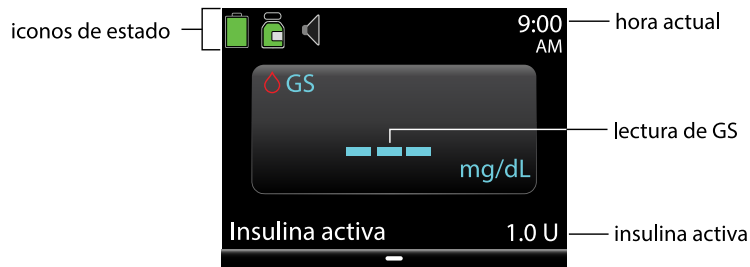 iconos de estado
9:00
AM
hora actual
GS
lectura de GS
mg/dL
Insulina activa
1.0 U
insulina activa